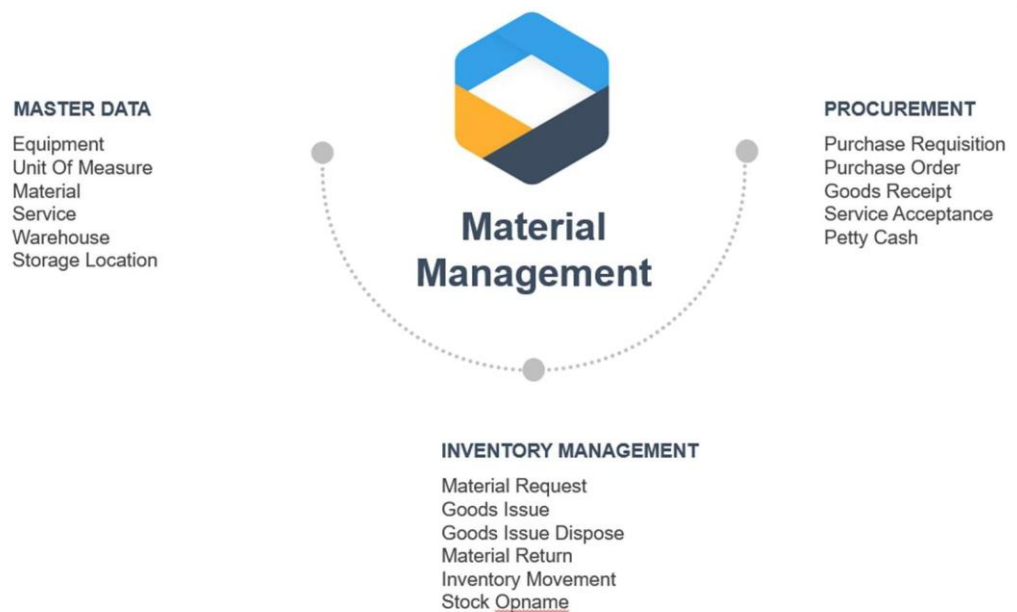 MASTER DATA
Equipment
Unit Of Measure
Material
Service
Warehouse
Storage Location
Material
Management
PROCUREMENT
Purchase Requisition
Purchase Order
Goods Receipt
Service Acceptance
Petty Cash
INVENTORY MANAGEMENT
Material Request
Goods Issue
Goods Issue Dispose
Material Return
Inventory Movement
Stock Opname